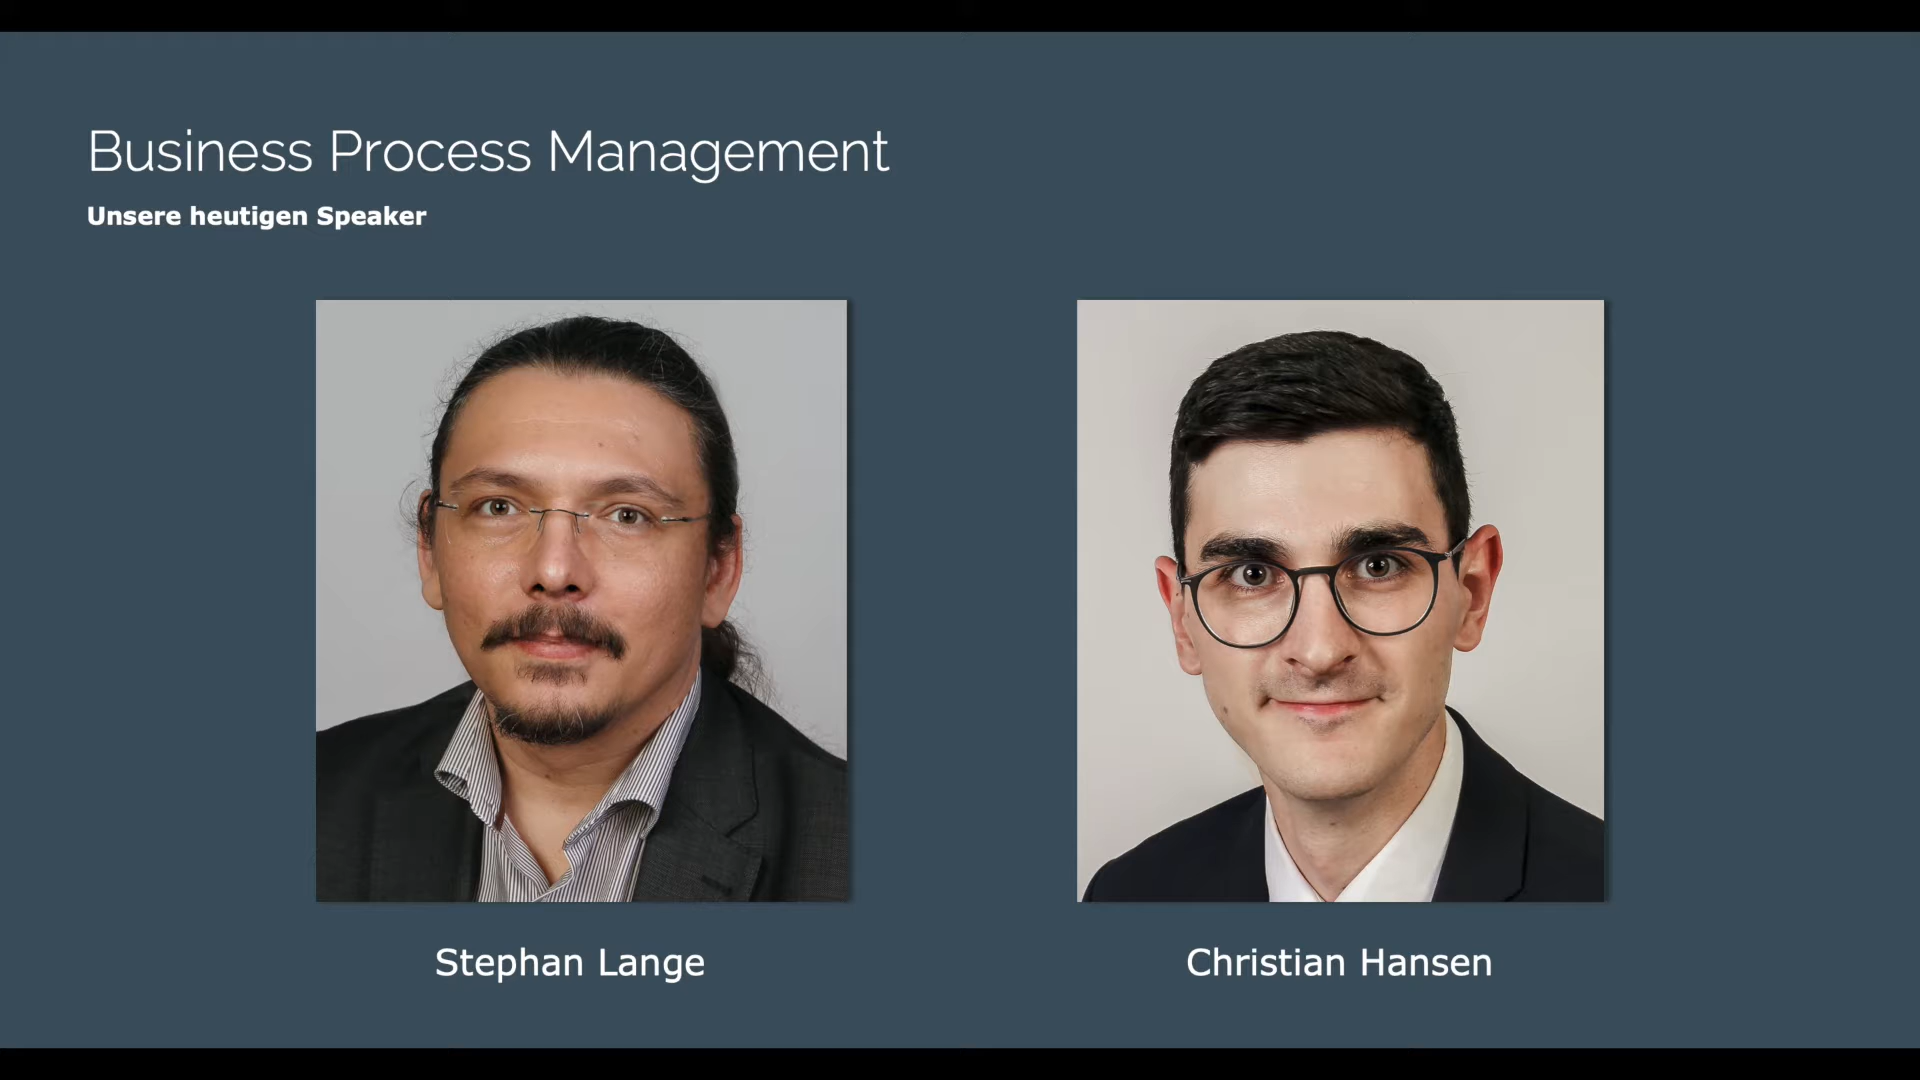 Business Process Management
Unsere heutigen Speaker
Stephan Lange
Christian Hansen